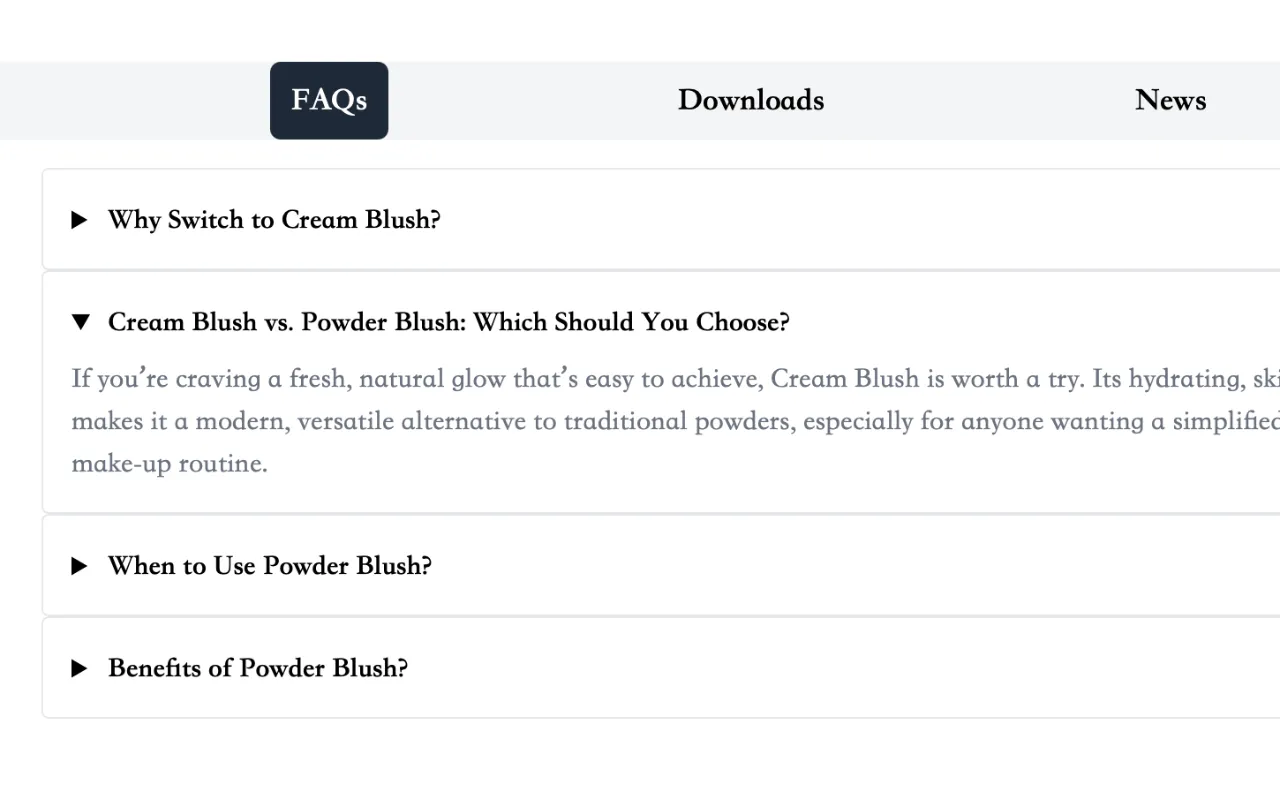 FAQs Downloads News
Why Switch to Cream Blush?
Cream Blush vs. Powder Blush: Which Should You Choose?
If you’re craving a fresh, natural glow that’s easy to achieve, Cream Blush is worth a try. Its hydrating,
makes it a modern, versatile alternative to traditional powders, especially for anyone wanting a simplified
make-up routine.
When to Use Powder Blush?
Benefits of Powder Blush?